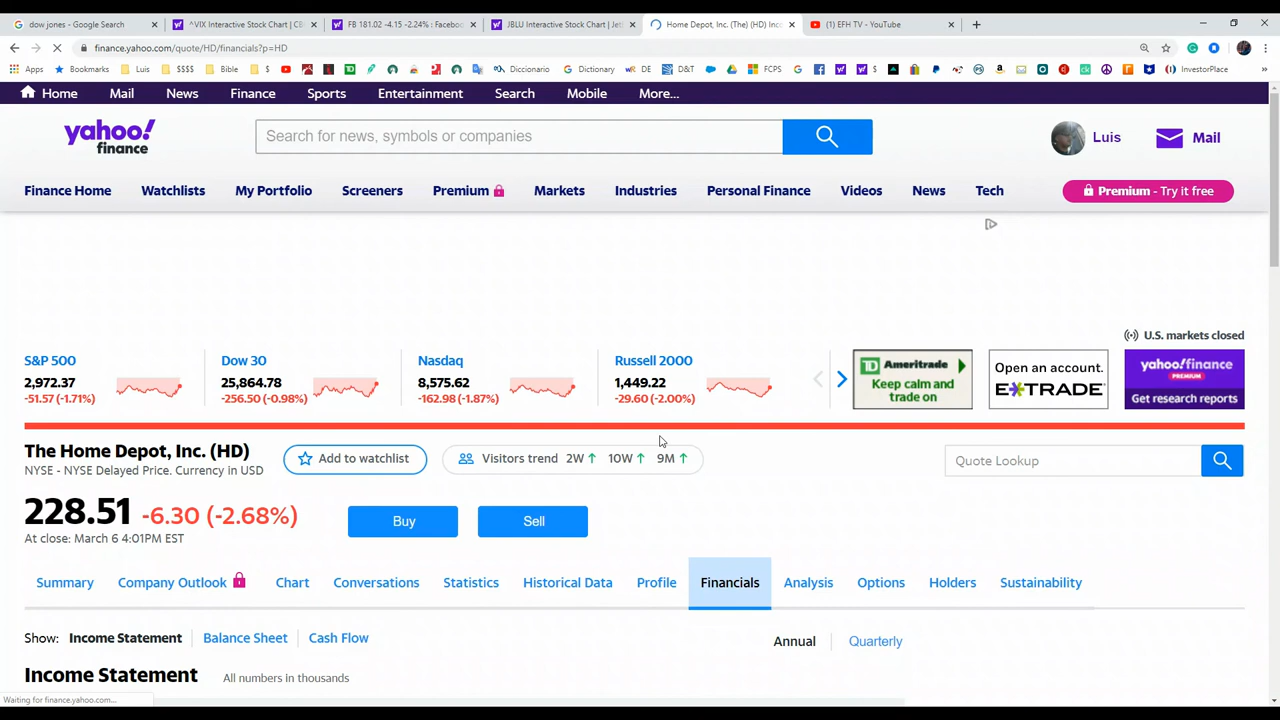 dow jones - Google Search
^VIX Interactive Stock Chart | CB
FB 181.02 -4.15 -2.24% : Faceboo
JBLU Interactive Stock Chart | Jet
Home Depot, Inc. (The) (HD) Inc
(1) EFH TV - YouTube
finance.yahoo.com/quote/HD/financials?p=HD
Apps
Bookmarks
Luis
$$$$
Bible
$
Diccionario
Dictionary
DE
D&T
FCPS
$
InvestorPlace
Home
Mail
News
Finance
Sports
Entertainment
Search
Mobile
More...
yahoo!
finance
Search for news, symbols or companies
Luis
Mail
Finance Home
Watchlists
My Portfolio
Screeners
Premium
Markets
Industries
Personal Finance
Videos
News
Tech
Premium - Try it free
U.S. markets closed
S&P 500
2,972.37
-51.57 (-1.71%)
Dow 30
25,864.78
-256.50 (-0.98%)
Nasdaq
8,575.62
-162.98 (-1.87%)
Russell 2000
1,449.22
-29.60 (-2.00%)
TD Ameritrade
Keep calm and
trade on
Open an account.
E*TRADE
yahoo!finance
PREMIUM
Get research reports
The Home Depot, Inc. (HD)
NYSE - NYSE Delayed Price. Currency in USD
Add to watchlist
Visitors trend 2W↑ 10W↑ 9M↑
Quote Lookup
228.51 -6.30 (-2.68%)
At close: March 6 4:01PM EST
Buy
Sell
Summary
Company Outlook
Chart
Conversations
Statistics
Historical Data
Profile
Financials
Analysis
Options
Holders
Sustainability
Show:
Income Statement
Balance Sheet
Cash Flow
Annual
Quarterly
Income Statement
All numbers in thousands
Waiting for finance.yahoo.com...